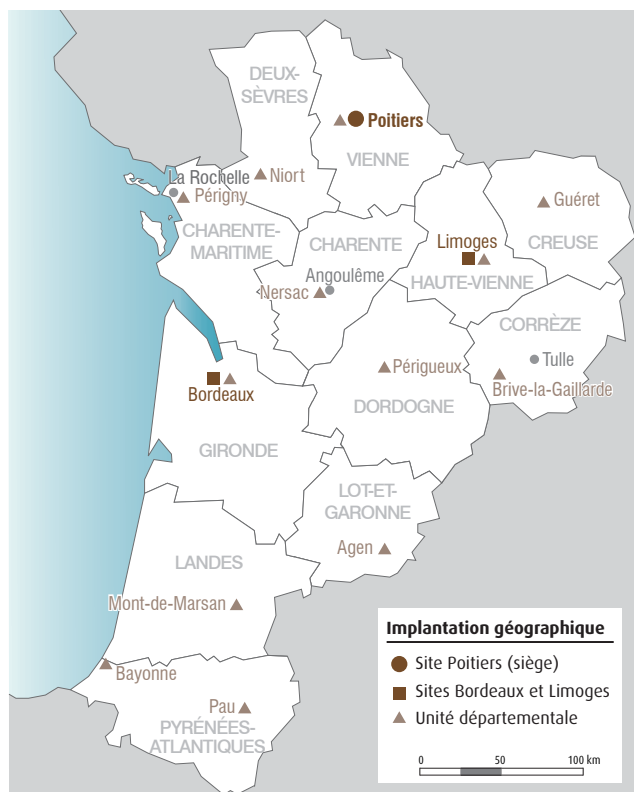 DEUX-
SÈVRES
Poitiers
VIENNE
La Rochelle
Niort
Périgny
Guéret
CHARENTE-
MARITIME
CHARENTE
Limoges
CREUSE
Angoulême
HAUTE-VIENNE
Nersac
CORRÈZE
Périgueux
Tulle
Bordeaux
Brive-la-Gaillarde
DORDOGNE
GIRONDE
LOT-ET-
GARONNE
Agen
LANDES
Mont-de-Marsan
Bayonne
Pau
PYRÉNÉES-
ATLANTIQUES
Implantation géographique
Site Poitiers (siège)
Sites Bordeaux et Limoges
Unité départementale
0 50 100 km